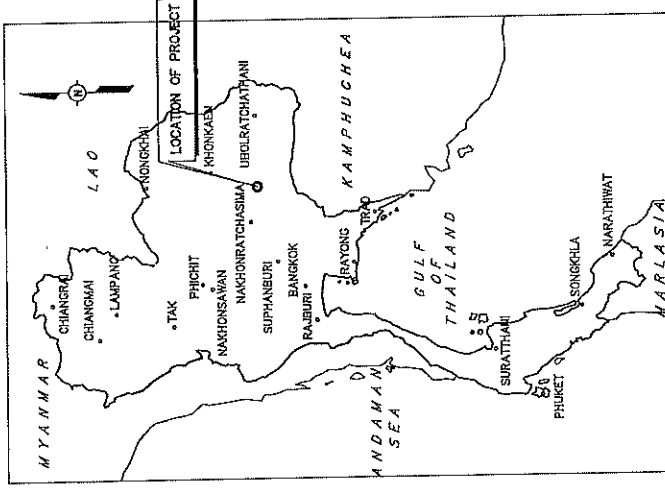 MYANMAR
LAO
N
CHIANGRAI
CHIANGMAI
LAMPANG
NONGKHAI
LOCATION OF PROJECT
TAK
KHONKAEN
PHICHIT
NAKHONSAWAN
NAKHONRATCHASIMA
UBOLRATCHATHANI
SUPHANBURI
BANGKOK
RAJBURI
RAYONG
TRAD
KAMPHUCHEA
GULF
OF
THAILAND
ANDAMAN
SEA
SURATTHANI
PHUKET
SONGKHLA
NARATHIWAT
MARLASIA